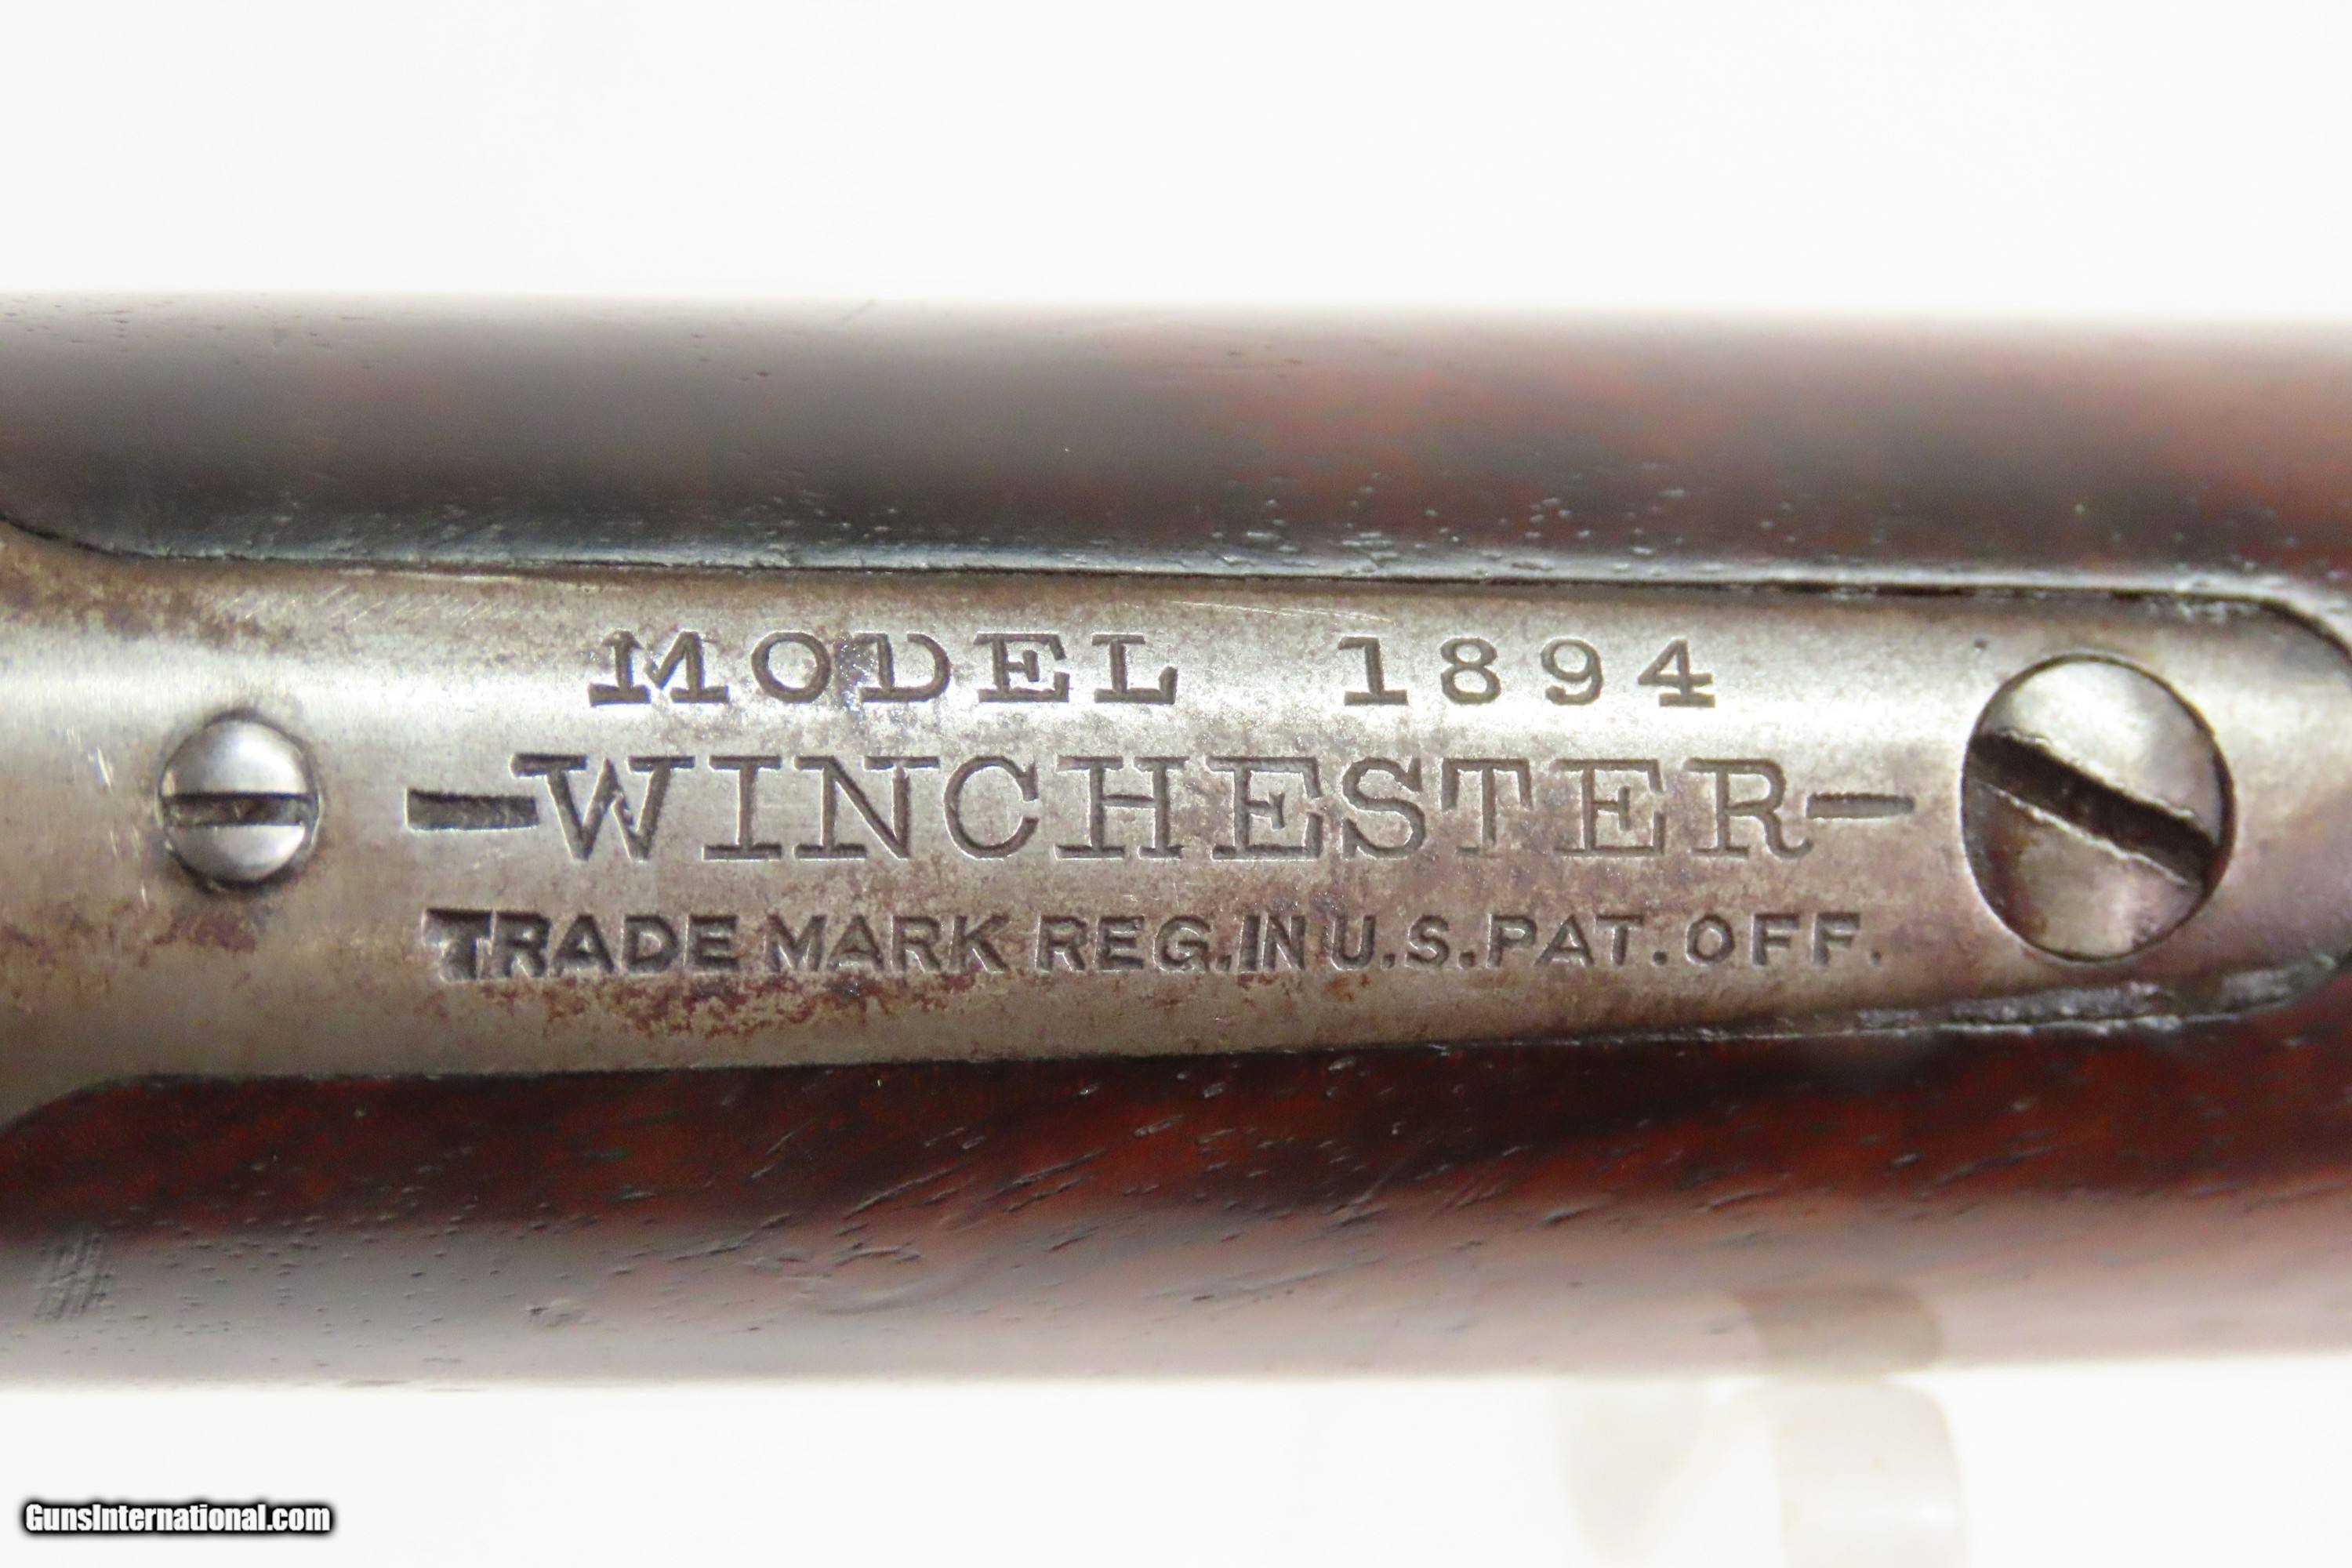 MODEL 1894
-WINCHESTER-
TRADE MARK REG. IN U.S. PAT. OFF.
GunsInternational.com